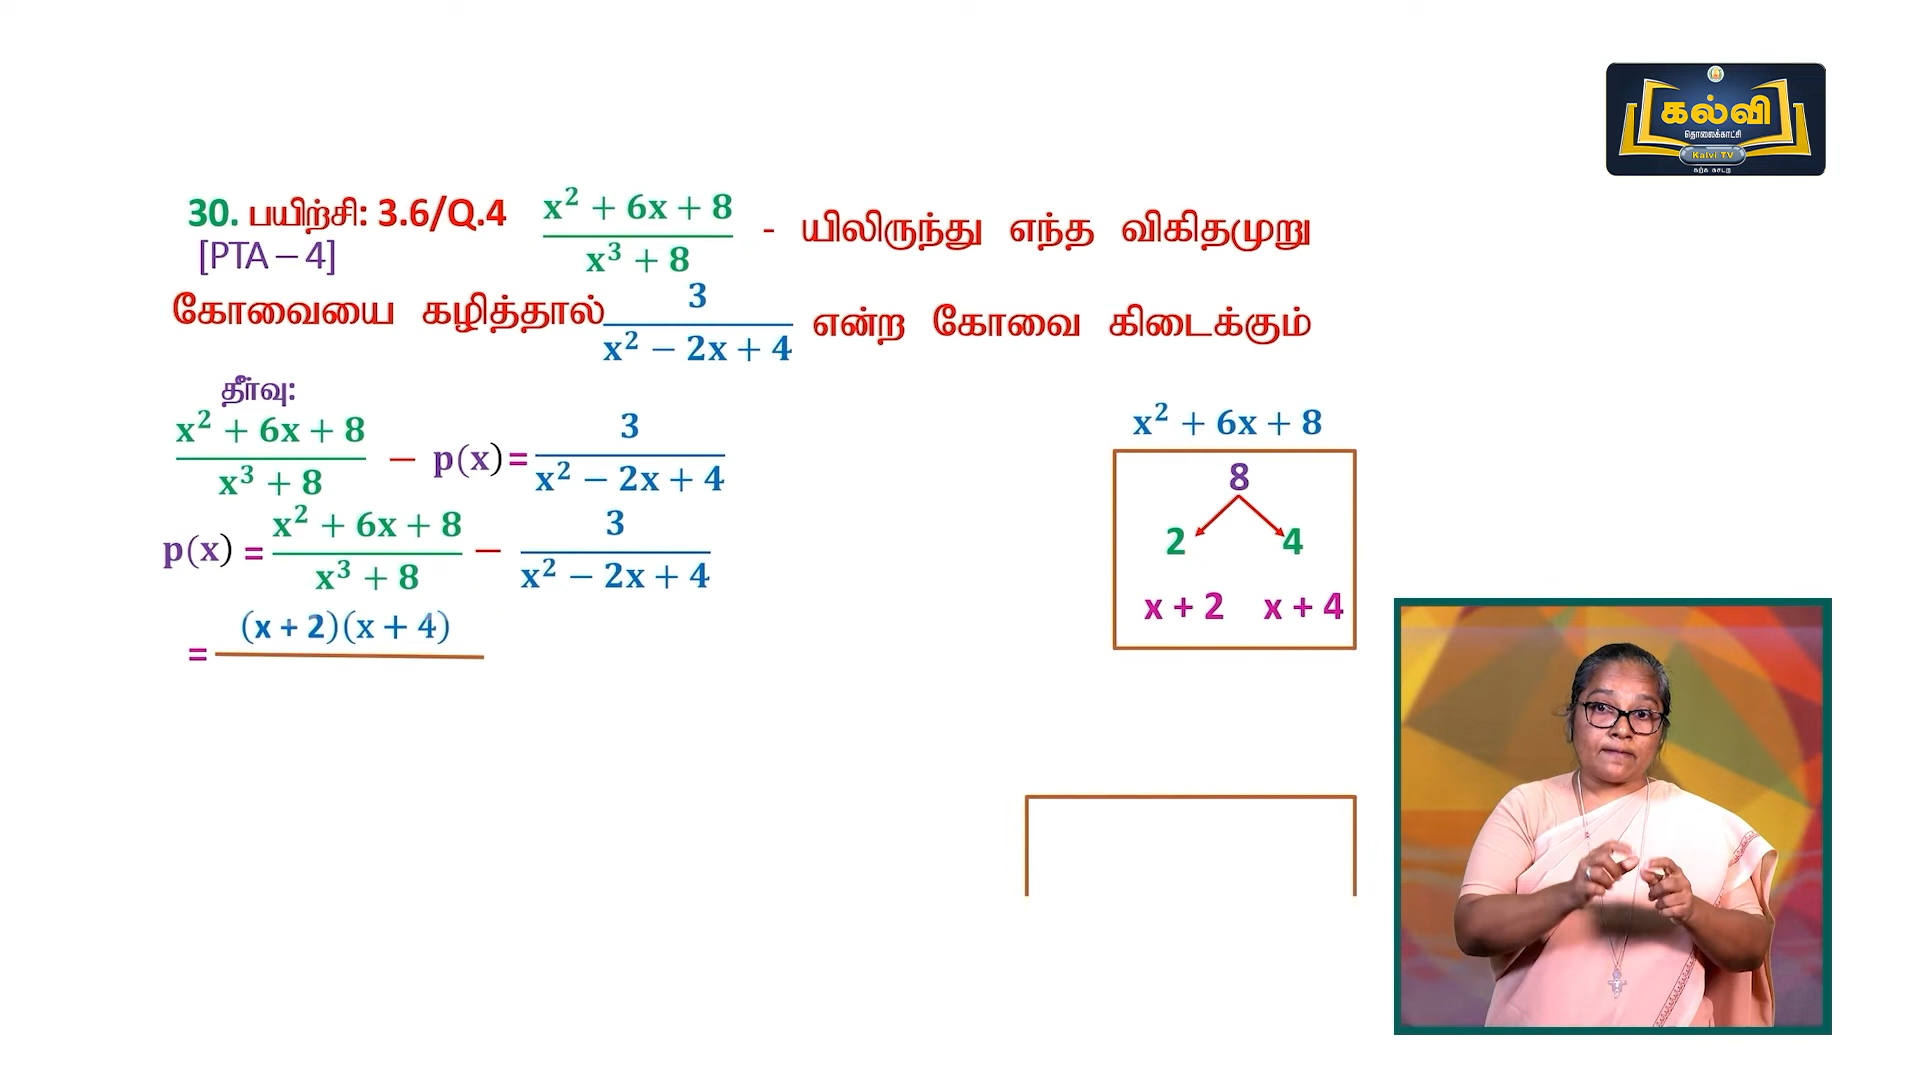 கல்வி
தொலைக்காட்சி
Kalvi TV
கற்க கசடற
30. பயிற்சி: 3.6/Q.4 (x² + 6x + 8)/(x³ + 8) - யிலிருந்து எந்த விகிதமுறு
[PTA – 4]
கோவையை கழித்தால் 3/(x² − 2x + 4) என்ற கோவை கிடைக்கும்
தீர்வு:
(x² + 6x + 8)/(x³ + 8) − p(x) = 3/(x² − 2x + 4)
p(x) = (x² + 6x + 8)/(x³ + 8) − 3/(x² − 2x + 4)
= (x + 2)(x + 4)
x² + 6x + 8
8
2 4
x + 2 x + 4